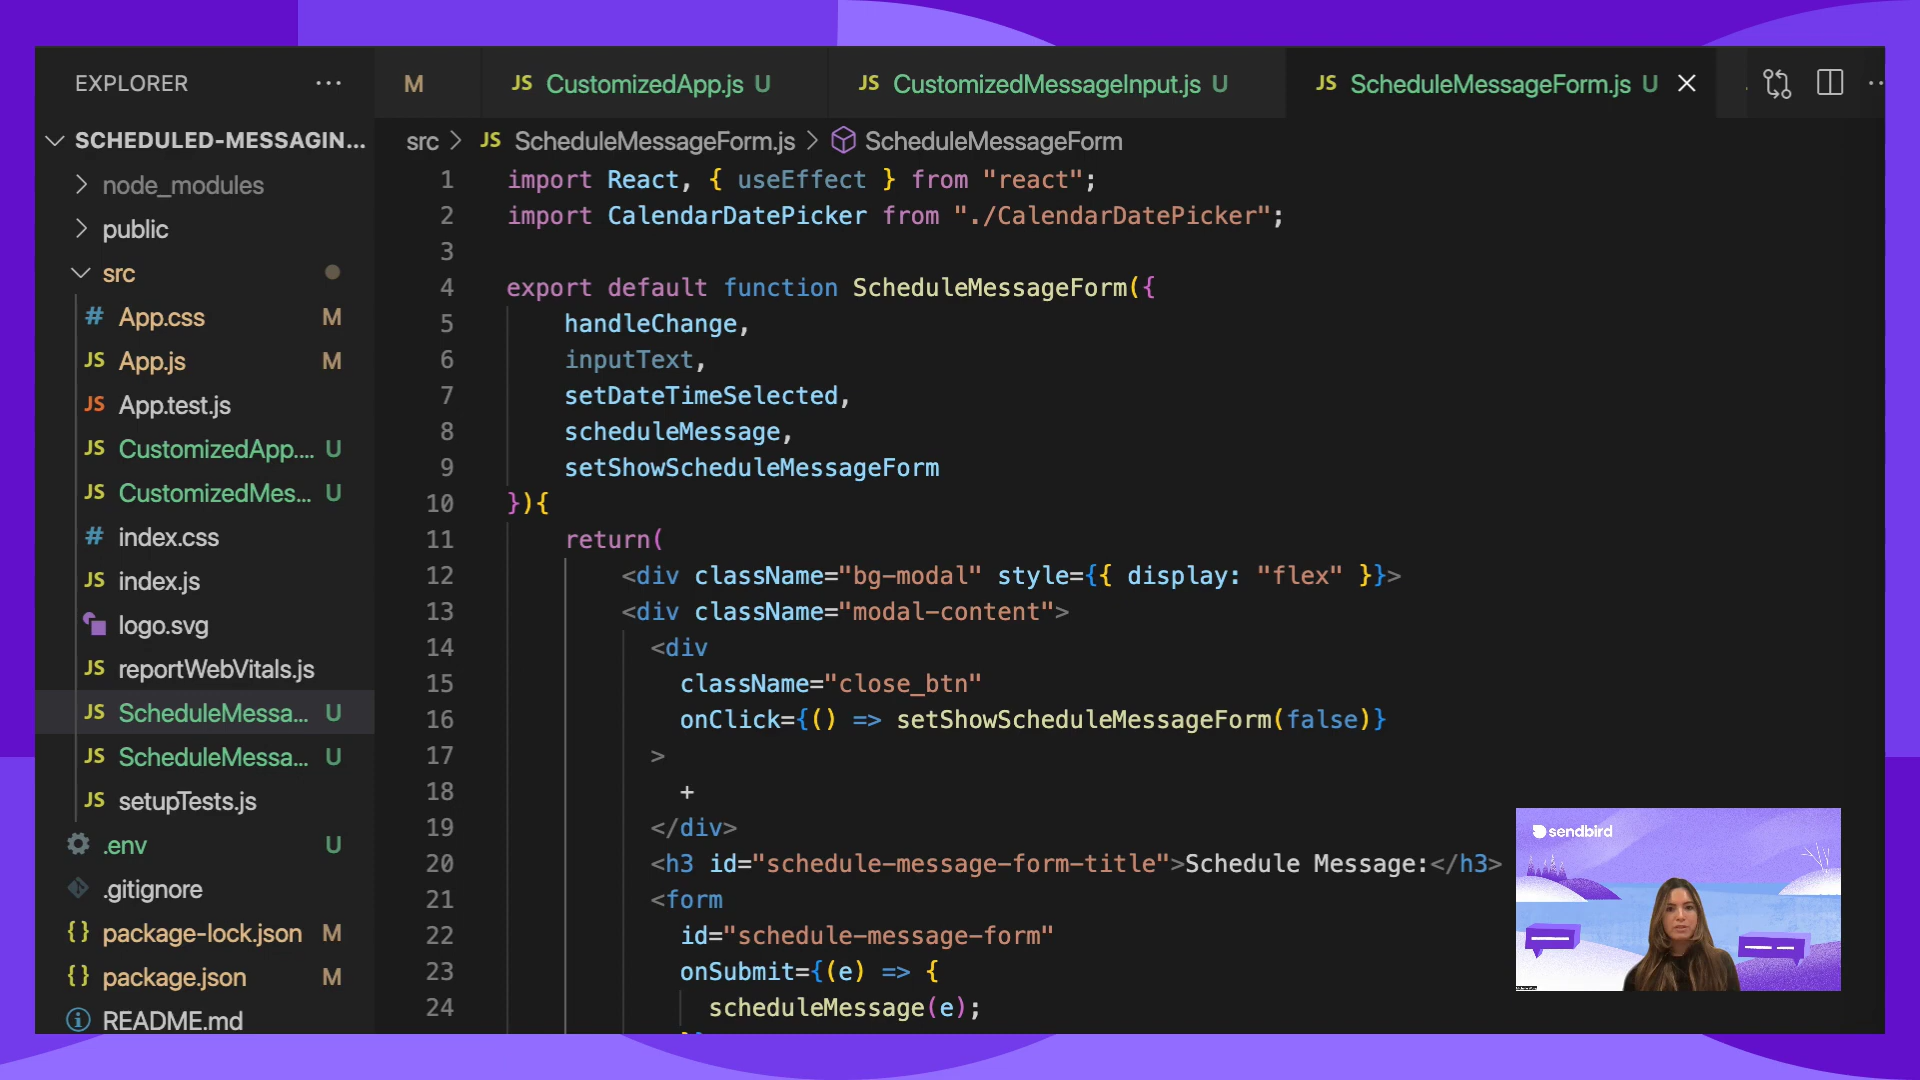 EXPLORER ···
SCHEDULED-MESSAGIN...
node_modules
public
src
# App.css M
JS App.js M
JS App.test.js
JS CustomizedApp.... U
JS CustomizedMes... U
# index.css
JS index.js
logo.svg
JS reportWebVitals.js
JS ScheduleMessa... U
JS ScheduleMessa... U
JS setupTests.js
.env U
.gitignore
{} package-lock.json M
{} package.json M
README.md
M JS CustomizedApp.js U JS CustomizedMessageInput.js U JS ScheduleMessageForm.js U
src > JS ScheduleMessageForm.js > ScheduleMessageForm
1 import React, { useEffect } from "react";
2 import CalendarDatePicker from "./CalendarDatePicker";
3
4 export default function ScheduleMessageForm({
5 handleChange,
6 inputText,
7 setDateTimeSelected,
8 scheduleMessage,
9 setShowScheduleMessageForm
10 }){
11 return(
12 <div className="bg-modal" style={{ display: "flex" }}>
13 <div className="modal-content">
14 <div
15 className="close_btn"
16 onClick={() => setShowScheduleMessageForm(false)}
17 >
18 +
19 </div>
20 <h3 id="schedule-message-form-title">Schedule Message:</h3>
21 <form
22 id="schedule-message-form"
23 onSubmit={(e) => {
24 scheduleMessage(e);
sendbird